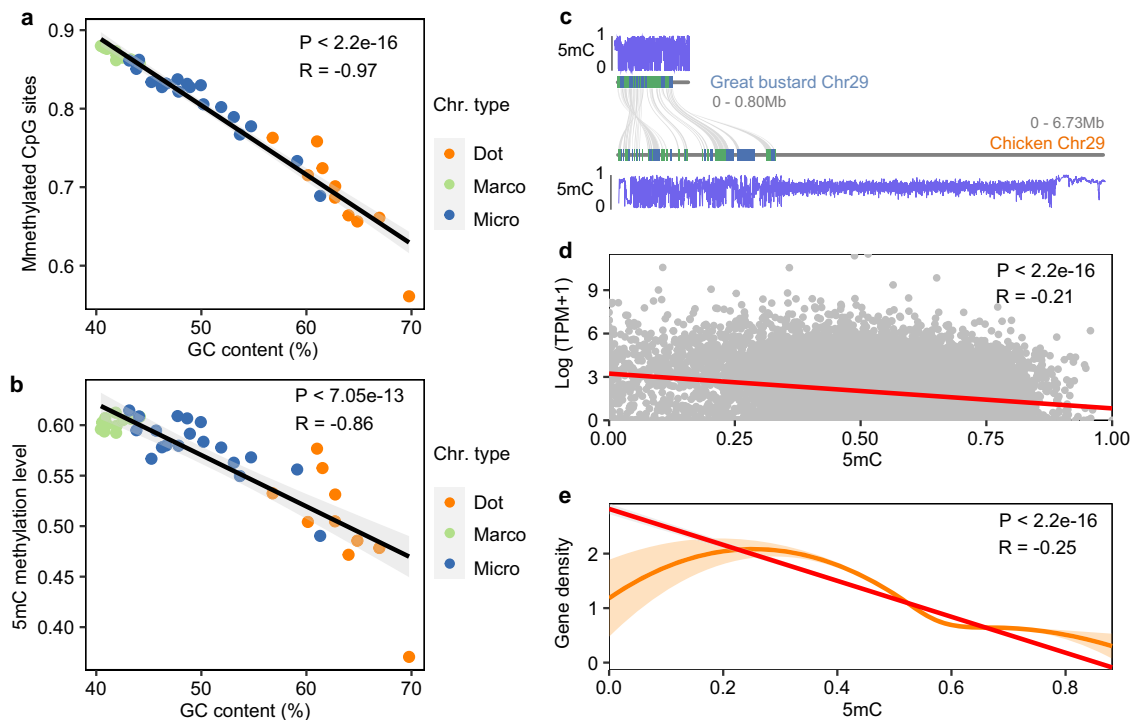 a
0.9
0.8
0.7
0.6
Mmethylated CpG sites
P < 2.2e-16
R = -0.97
40 50 60 70
GC content (%)
Chr. type
Dot
Marco
Micro
b
0.60
0.55
0.50
0.45
0.40
5mC methylation level
P < 7.05e-13
R = -0.86
40 50 60 70
GC content (%)
Chr. type
Dot
Marco
Micro
c
1
5mC
0
Great bustard Chr29
0 - 0.80Mb
0 - 6.73Mb
Chicken Chr29
1
5mC
0
d
9
6
3
0
Log (TPM+1)
P < 2.2e-16
R = -0.21
0.00 0.25 0.50 0.75 1.00
5mC
e
2
1
0
Gene density
P < 2.2e-16
R = -0.25
0.0 0.2 0.4 0.6 0.8
5mC